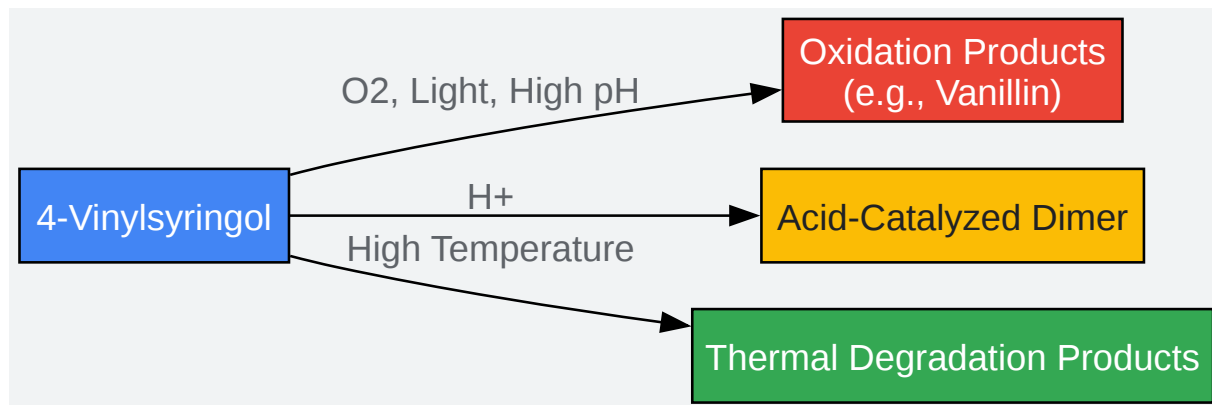 Oxidation Products
(e.g., Vanillin)
O2, Light, High pH
4-Vinylsyringol
H+
Acid-Catalyzed Dimer
High Temperature
Thermal Degradation Products